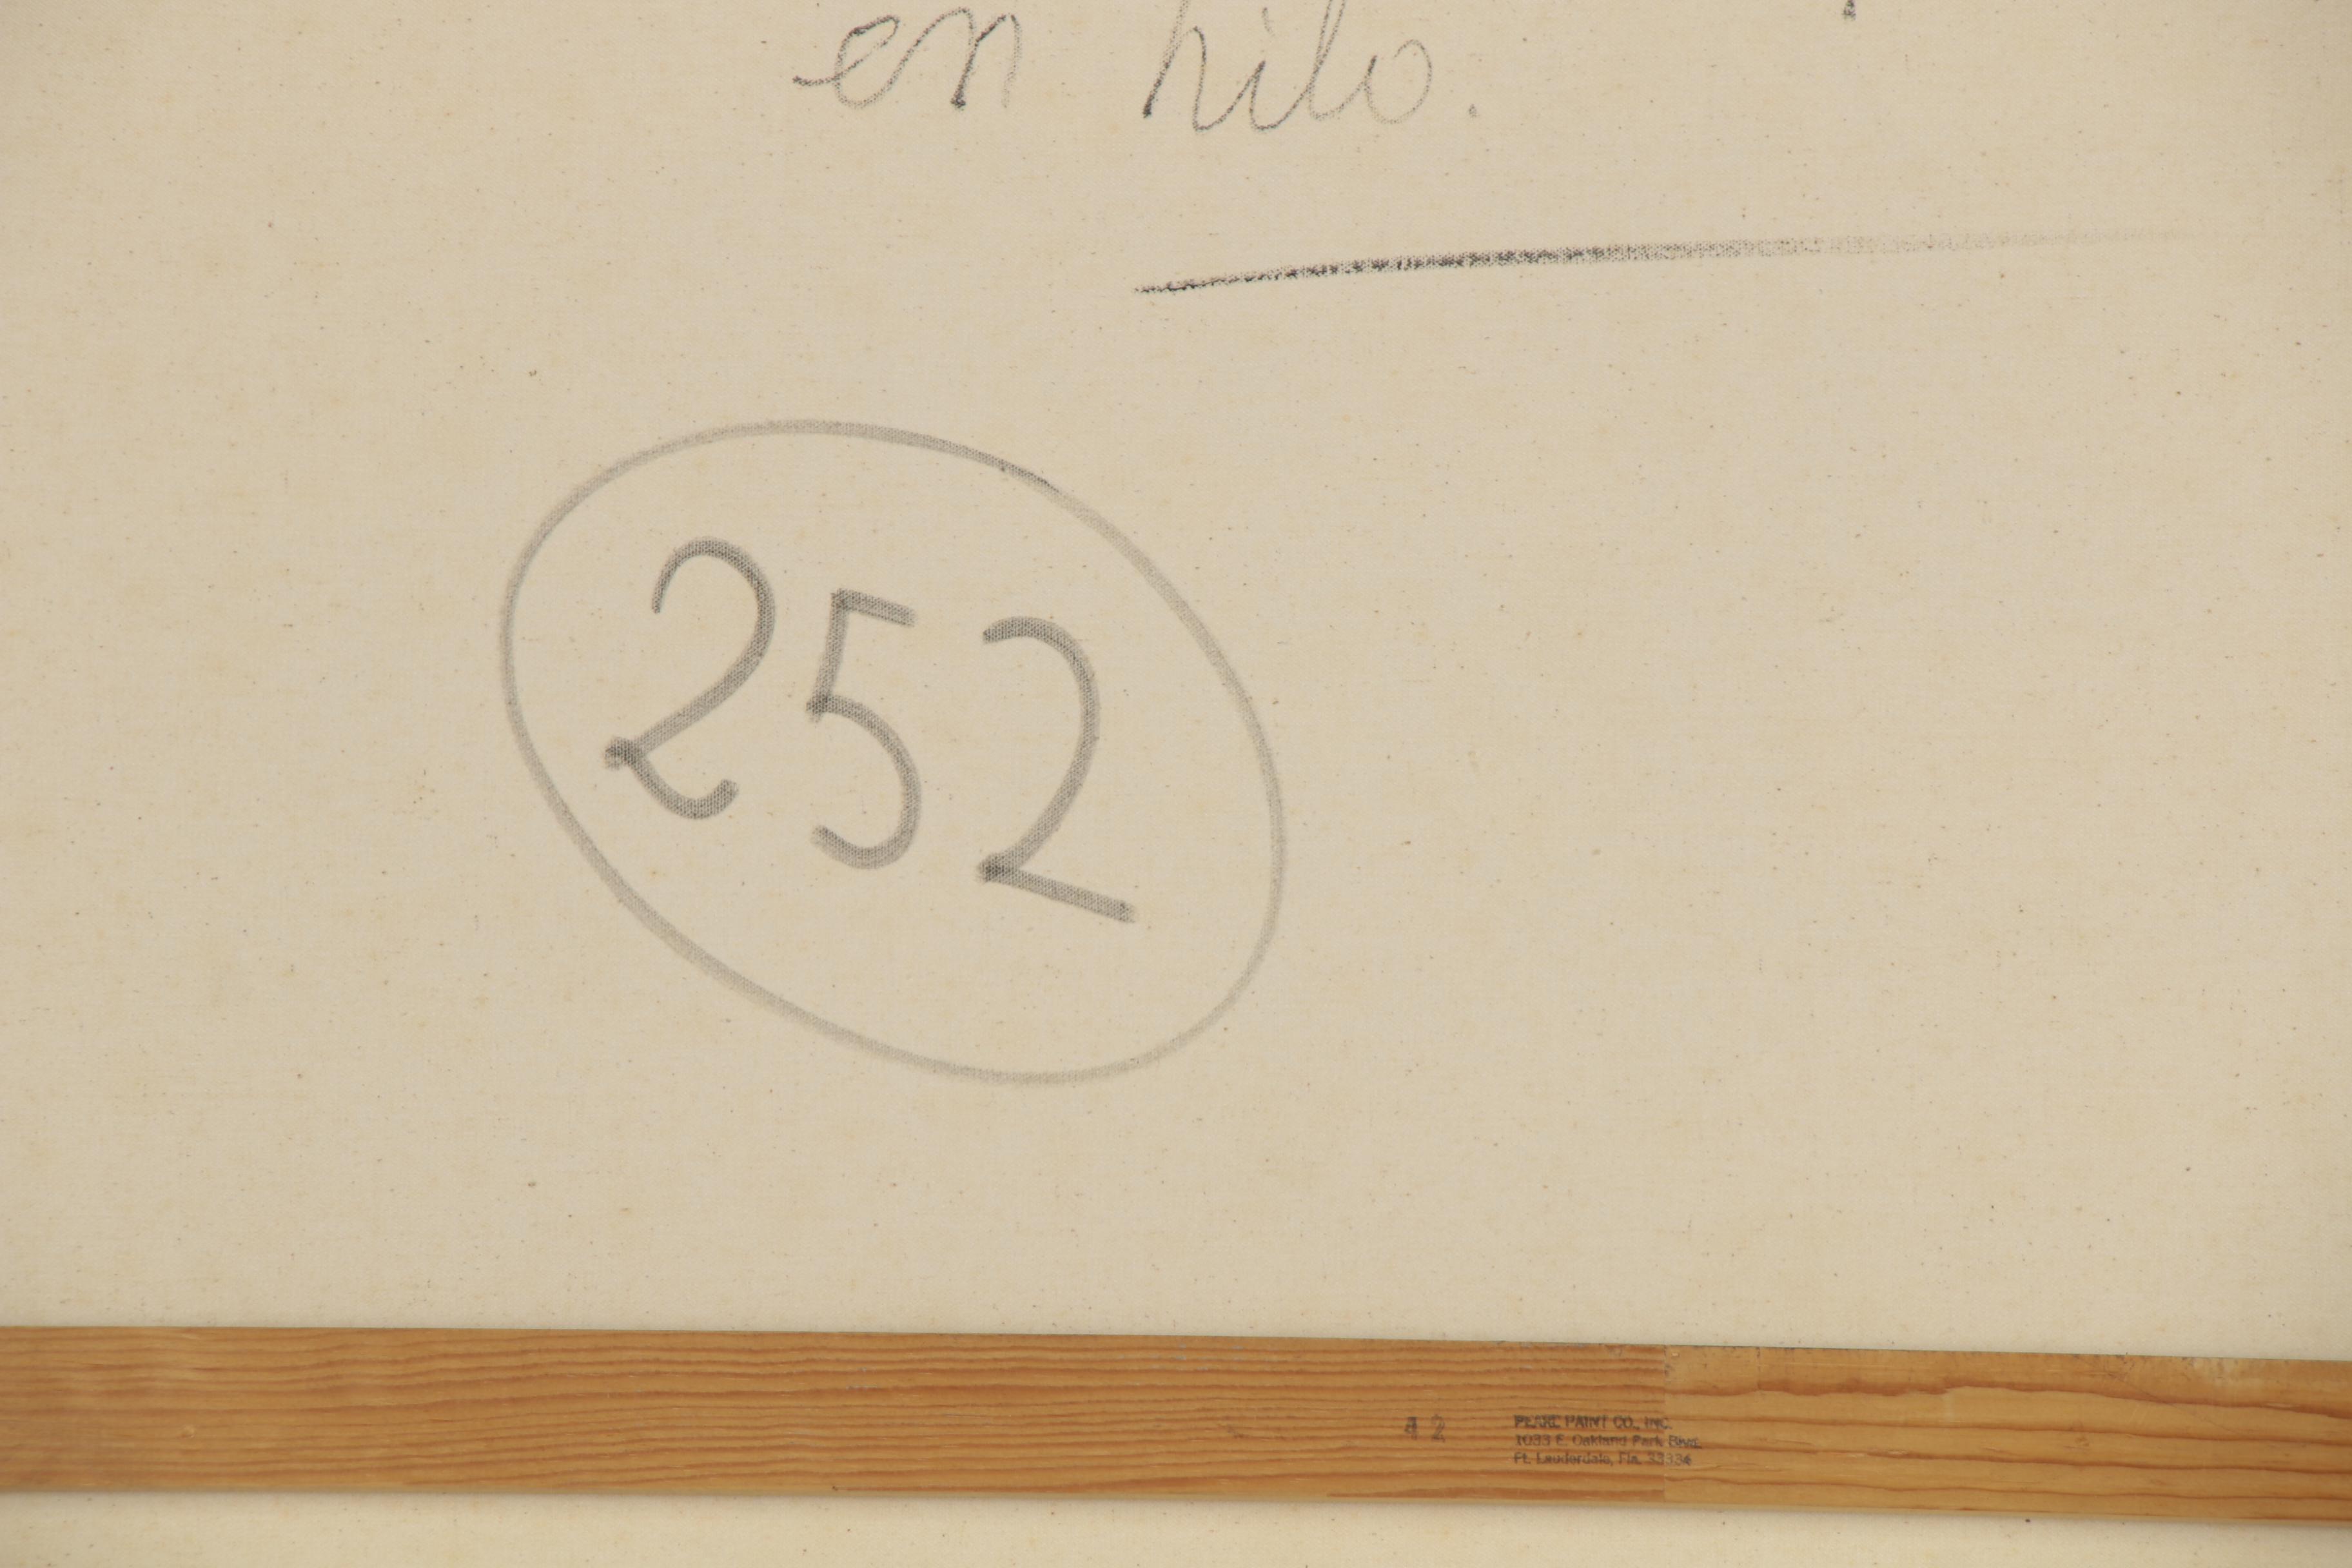 en hilo.
252
42 PEARL PAINT CO., INC.
1033 E. Oakland Park Blvd.
Ft. Lauderdale, Fla. 33334